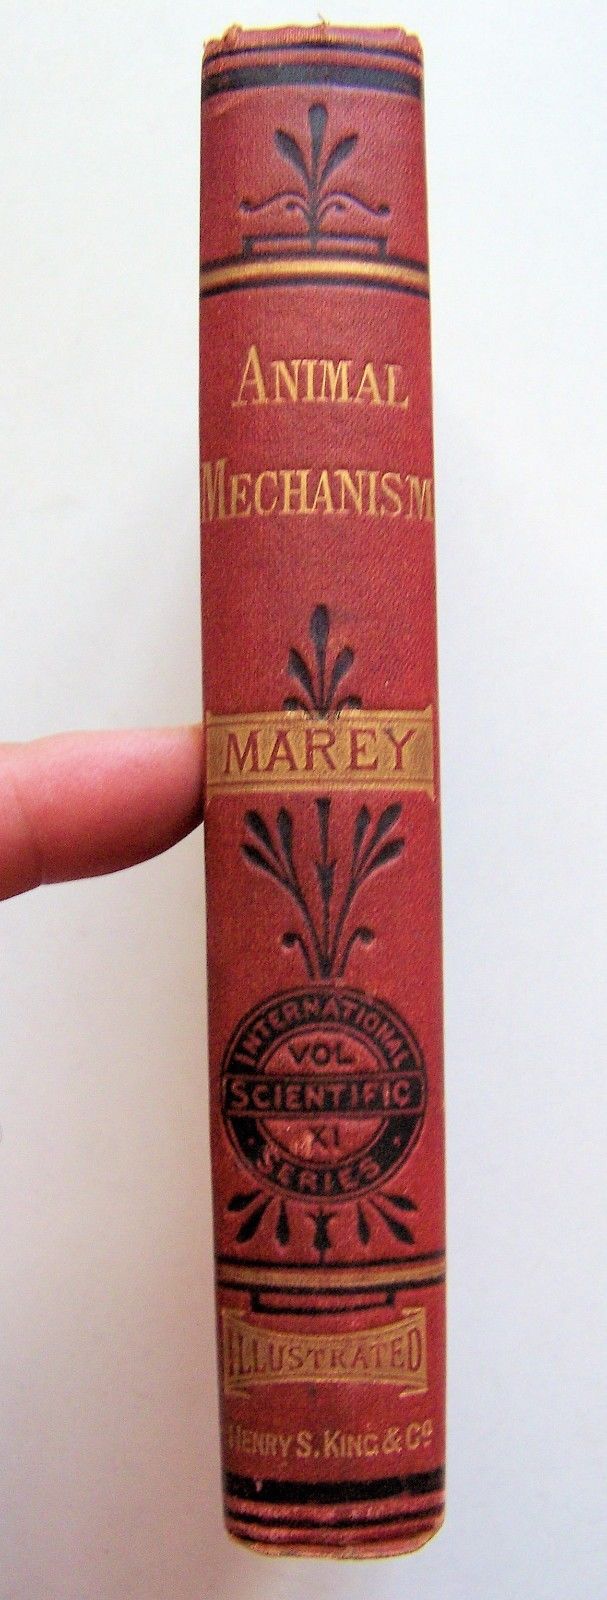 ANIMAL
MECHANISM
MAREY
INTERNATIONAL
VOL
SCIENTIFIC
XI
SERIES
ILLUSTRATED
HENRY S. KING & Co